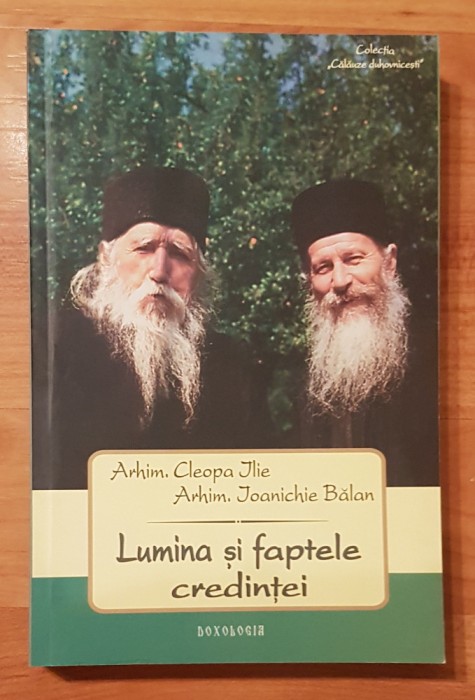 Colecția
„Călăuze duhovnicești”
Arhim. Cleopa Ilie
Arhim. Ioanichie Bălan
Lumina și faptele
credinței
DOXOLOGIA